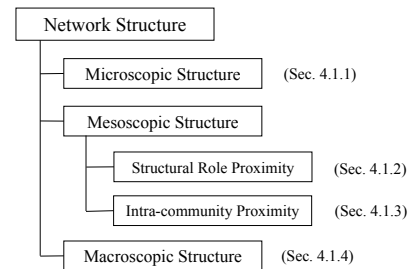 Network Structure
Microscopic Structure (Sec. 4.1.1)
Mesoscopic Structure
Structural Role Proximity (Sec. 4.1.2)
Intra-community Proximity (Sec. 4.1.3)
Macroscopic Structure (Sec. 4.1.4)